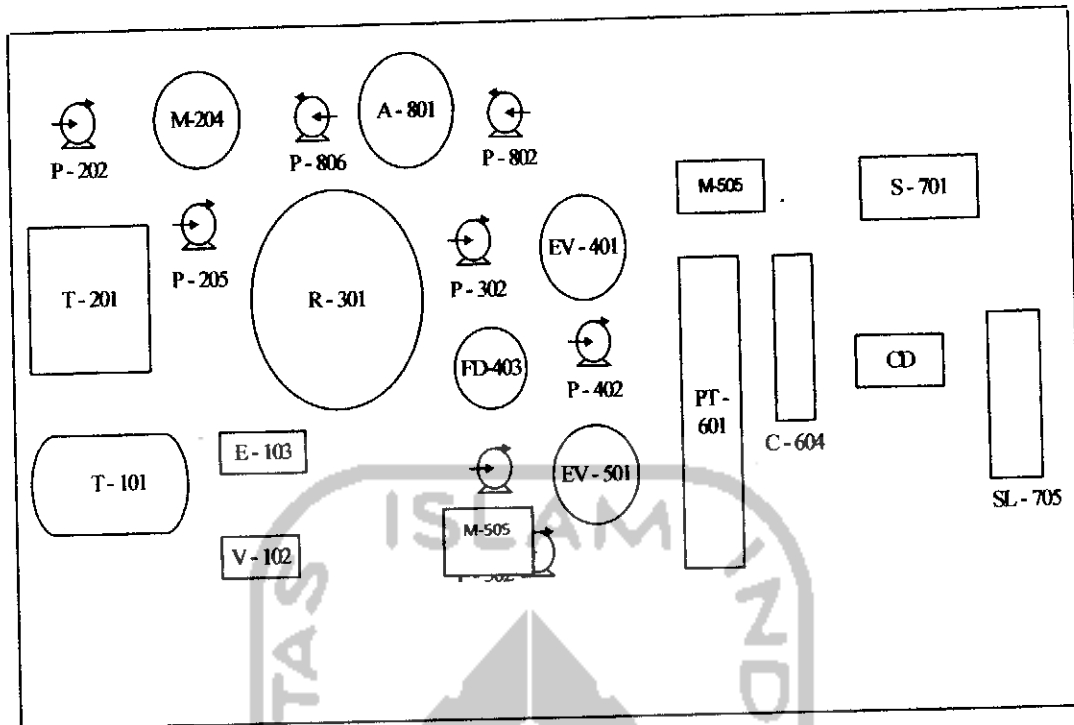 M-204
A - 801
P - 202
P - 806
P - 802
M-505
S - 701
T - 201
P - 205
R - 301
P - 302
EV - 401
FD-403
P - 402
PT -
601
C - 604
CD
SL - 705
E - 103
T - 101
EV - 501
M-505
V - 102
ISLAM